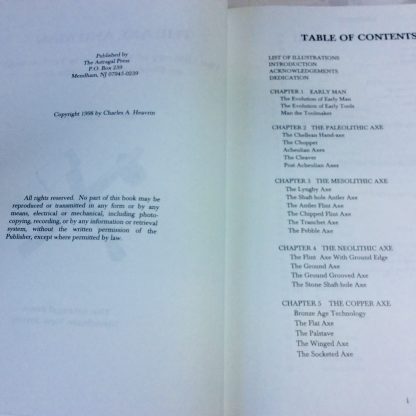 Published by
The Astragal Press
P.O. Box 239
Mendham, NJ 07945-0239
Copyright 1998 by Charles A. Heavrin
All rights reserved. No part of this book may be
reproduced or transmitted in any form or by any
means, electrical or mechanical, including photo-
copying, recording, or by any information or retrieval
system, without the written permission of the
Publisher, except where permitted by law.
TABLE OF CONTENTS
LIST OF ILLUSTRATIONS
INTRODUCTION
ACKNOWLEDGEMENTS
DEDICATION
CHAPTER 1 EARLY MAN
The Evolution of Early Man
The Evolution of Early Tools
Man the Toolmaker
CHAPTER 2 THE PALEOLITHIC AXE
The Chellean Hand-axe
The Chopper
Acheulian Axes
The Cleaver
Post Acheulian Axes
CHAPTER 3 THE MESOLITHIC AXE
The Lyngby Axe
The Shaft hole Antler Axe
The Antler Flint Axe
The Chipped Flint Axe
The Tranchet Axe
The Pebble Axe
CHAPTER 4 THE NEOLITHIC AXE
The Flint Axe With Ground Edge
The Ground Axe
The Ground Grooved Axe
The Stone Shaft hole Axe
CHAPTER 5 THE COPPER AXE
Bronze Age Technology
The Flat Axe
The Palstave
The Winged Axe
The Socketed Axe
1